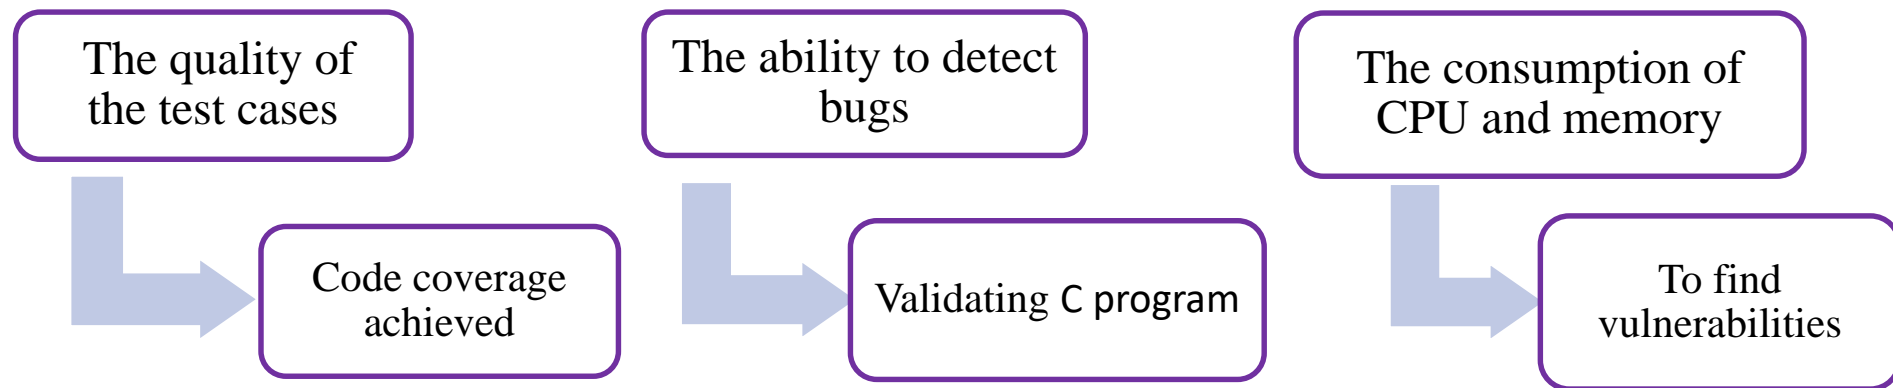 The quality of
the test cases
Code coverage
achieved
The ability to detect
bugs
Validating C program
The consumption of
CPU and memory
To find
vulnerabilities